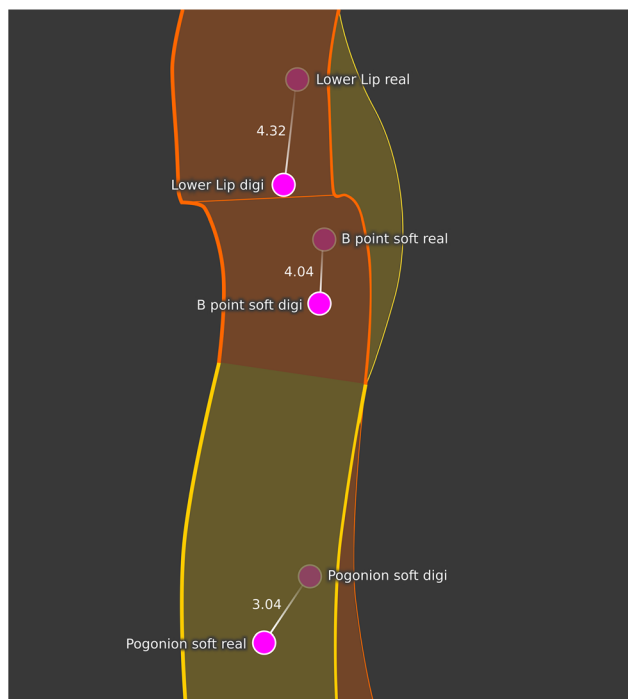 Lower Lip real
4.32
Lower Lip digi
B point soft real
4.04
B point soft digi
Pogonion soft digi
3.04
Pogonion soft real